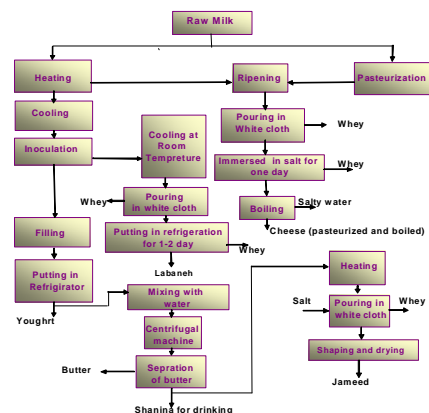 Raw Milk
Heating
Ripening
Pasteurization
Cooling
Pouring in
White cloth
Whey
Inoculation
Cooling at
Room
Tempreture
Immersed in salt for
one day
Whey
Whey
Pouring
in white cloth
Boiling
Salty water
Cheese (pasteurized and boiled)
Filling
Putting in refrigeration
for 1-2 day
Whey
Labaneh
Putting in
Refrigirator
Youghrt
Mixing with
water
Heating
Salt
Pouring in
white cloth
Whey
Centrifugal
machine
Butter
Sepration
of butter
Shaping and drying
Jameed
Shanina for drinking